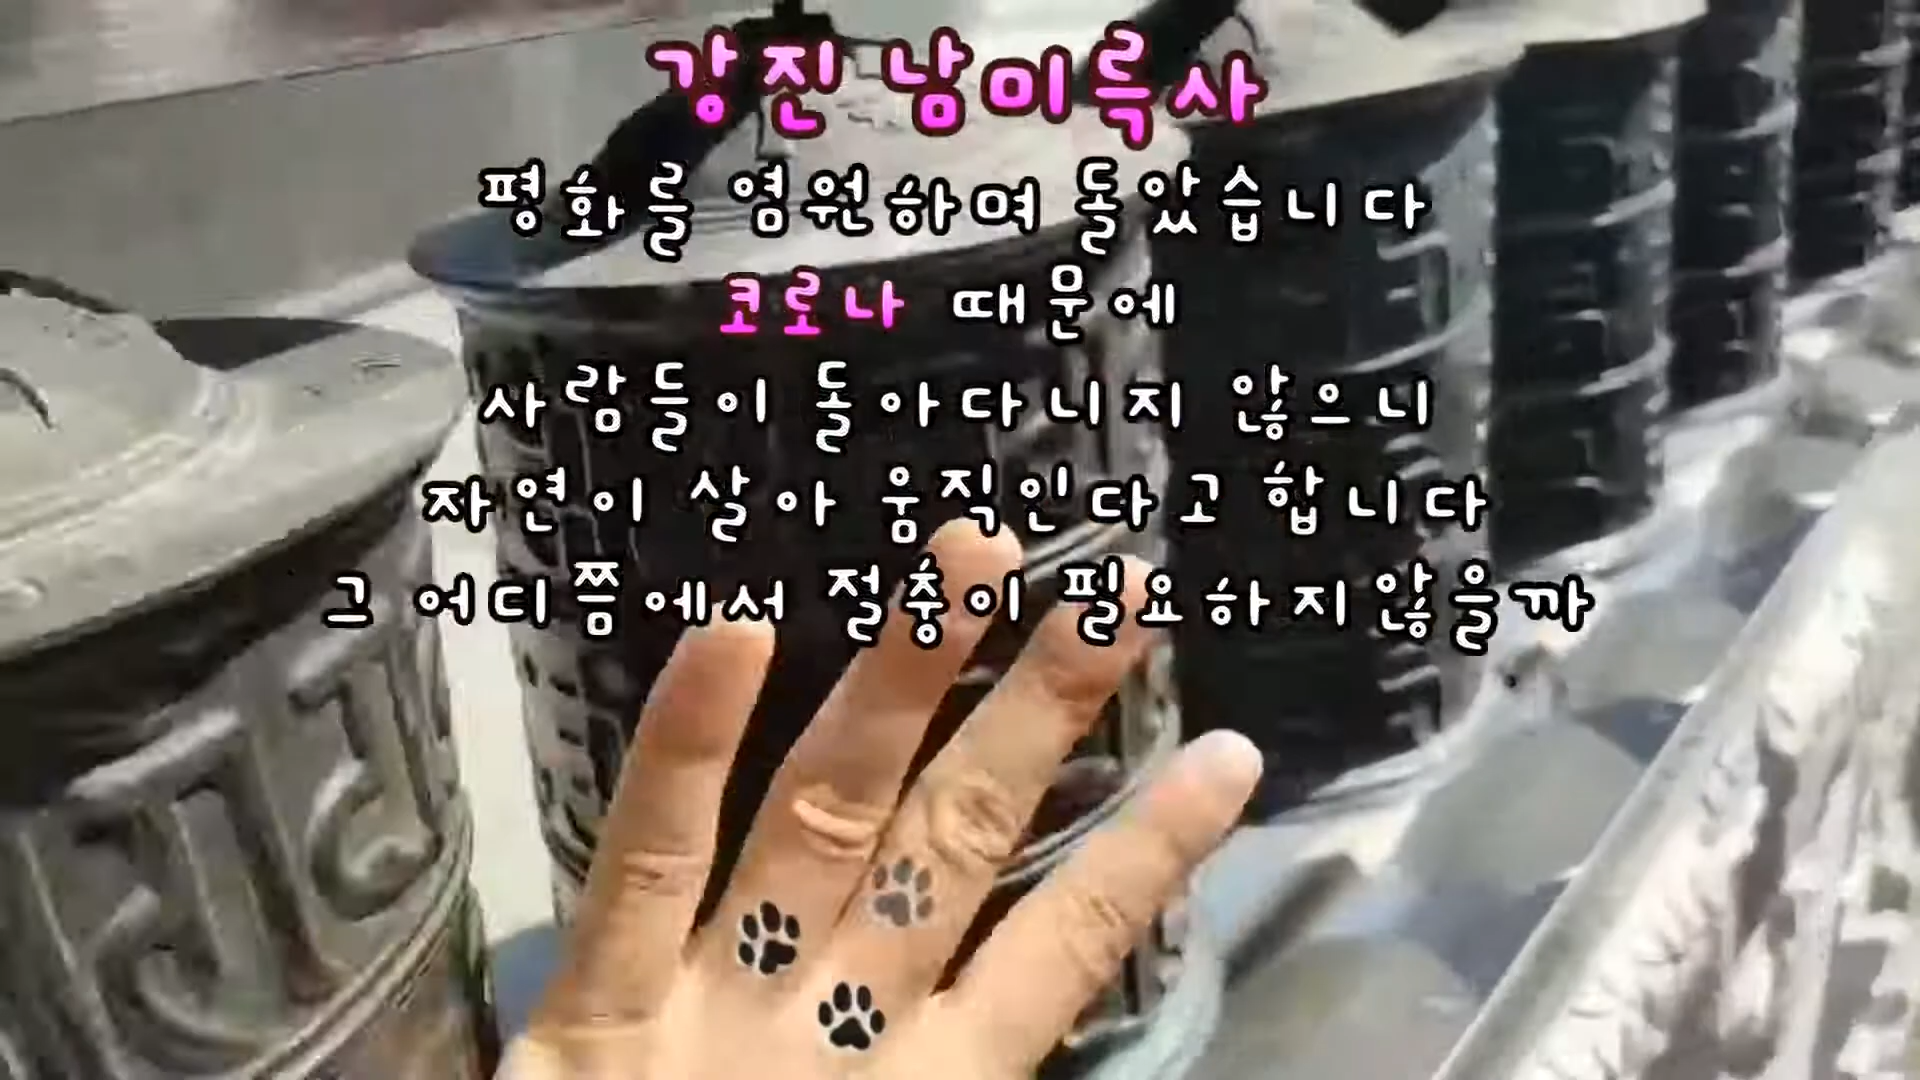 강진 남미륵사
평화를 염원하며 돌았습니다
코로나 때문에
사람들이 돌아다니지 않으니
자연이 살아 움직인다고 합니다
그 어디쯤에서 절충이 필요하지않을까